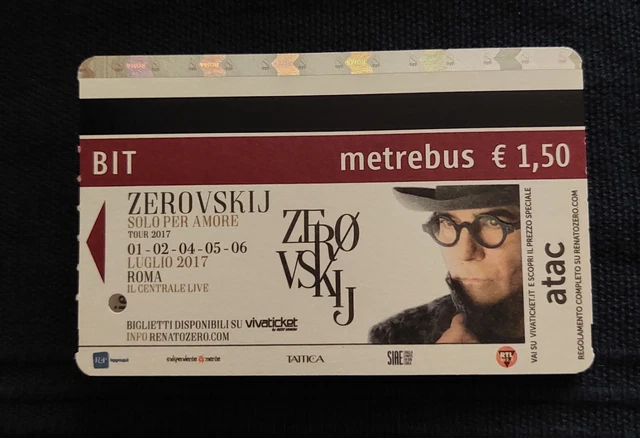 BIT
metrebus € 1,50
ZEROVSKIJ
SOLO PER AMORE
TOUR 2017
01 - 02 - 04 - 05 - 06
LUGLIO 2017
ROMA
IL CENTRALE LIVE
BIGLIETTI DISPONIBILI SU vivaticket
INFO RENATOZERO.COM
ZERØ
VSKIJ
VAI SU VIVATICKET.IT E SCOPRI IL PREZZO SPECIALE
atac
REGOLAMENTO COMPLETO SU RENATOZERO.COM
TATTICA
SIAE
RTL